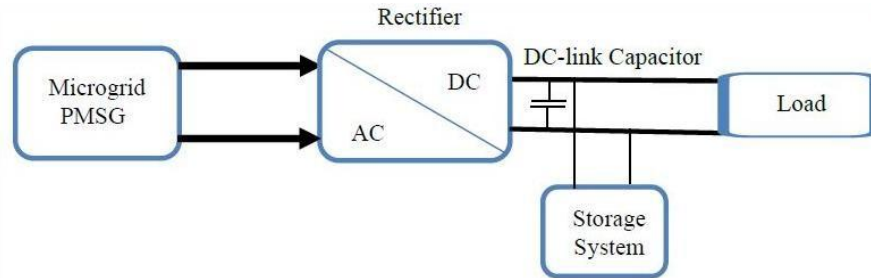 Rectifier
DC-link Capacitor
Microgrid
PMSG
DC
AC
Load
Storage
System